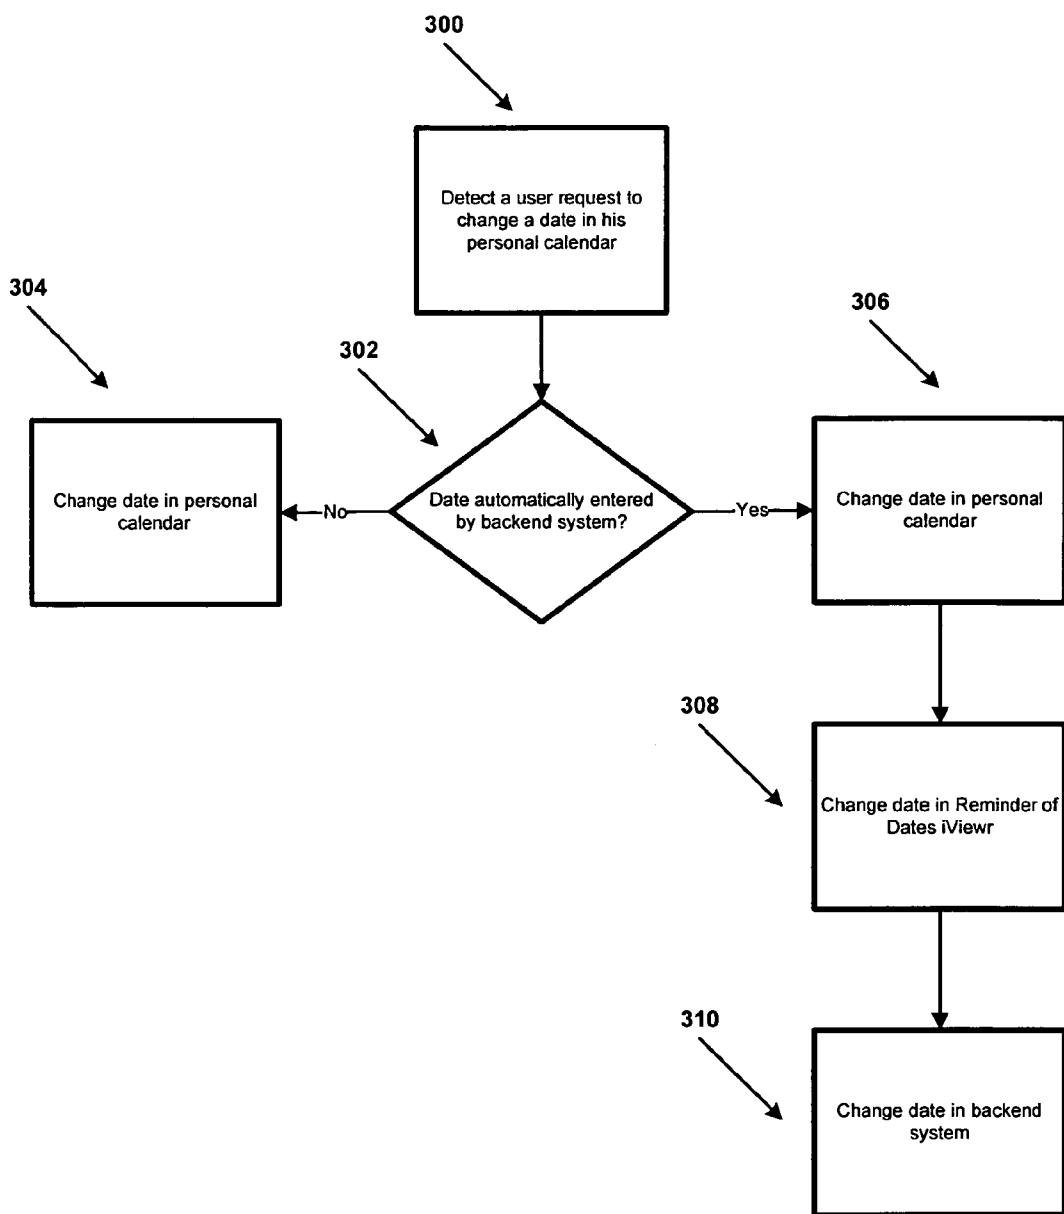 300
Detect a user request to
change a date in his
personal calendar
304
306
302
Change date in personal
calendar
No
Date automatically entered
by backend system?
Yes
Change date in personal
calendar
308
Change date in Reminder of
Dates iViewr
310
Change date in backend
system